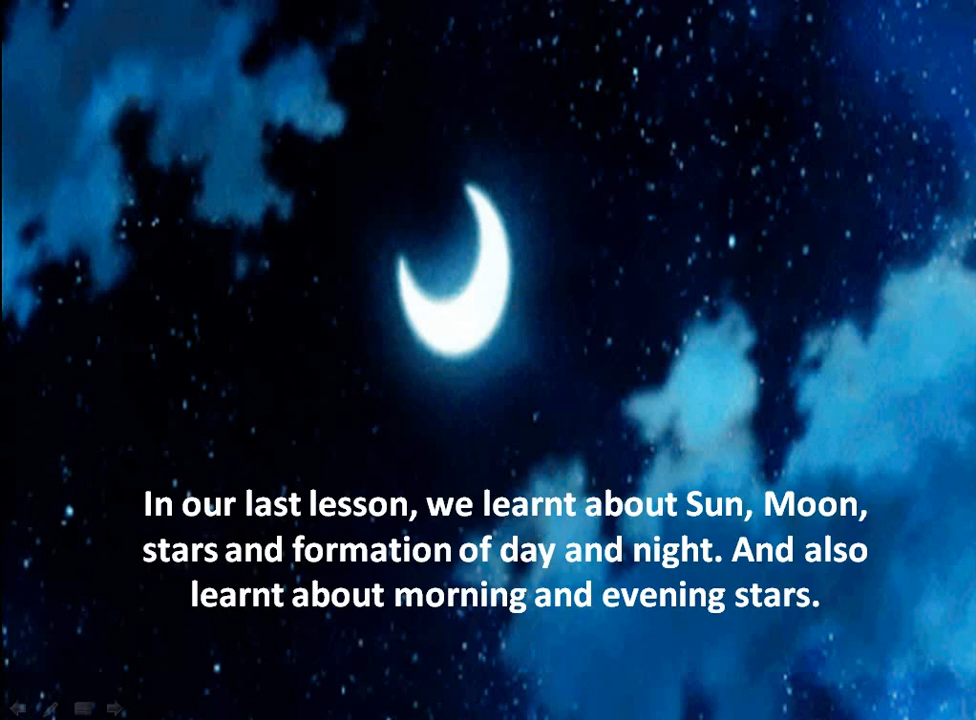 In our last lesson, we learnt about Sun, Moon,
stars and formation of day and night. And also
learnt about morning and evening stars.